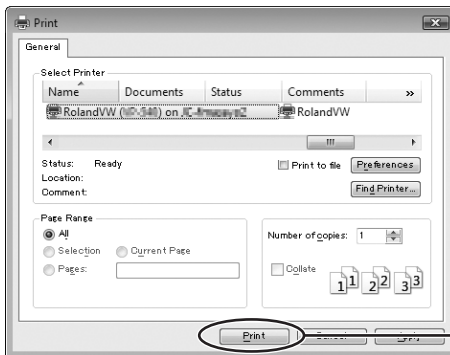 Print
General
Select Printer
Name Documents Status Comments »
RolandVW ( ) on RolandVW
Status: Ready Print to file Preferences
Location:
Comment: Find Printer...
Page Range
All Number of copies: 1
Selection Current Page
Pages: Collate
1 1 2 2 3 3
Print